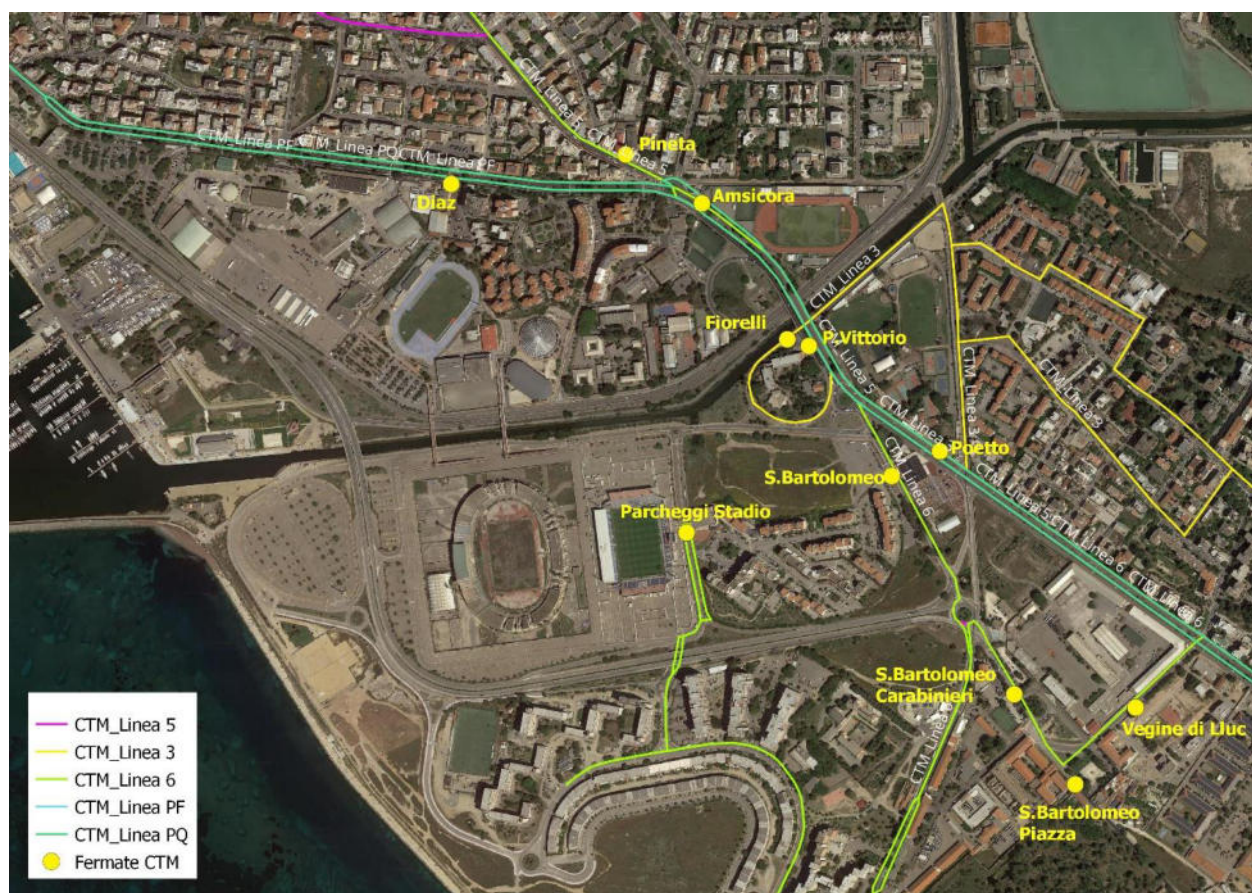 CTM_Linea 5
CTM_Linea 5
Pineta
CTM_Linea PF
CTM_Linea PQ
CTM_Linea PF
Diaz
Amsicora
CTM_Linea 3
Fiorelli
P.Vittorio
CTM_Linea 5
CTM_Linea 3
CTM_Linea 3
CTM_Linea
Poetto
CTM_Linea 6
S.Bartolomeo
CTM_Linea 5
CTM_Linea 6
Parcheggi Stadio
S.Bartolomeo
Carabinieri
Vegine di Lluc
CTM_Linea 6
S.Bartolomeo
Piazza
CTM_Linea 5
CTM_Linea 3
CTM_Linea 6
CTM_Linea PF
CTM_Linea PQ
Fermate CTM